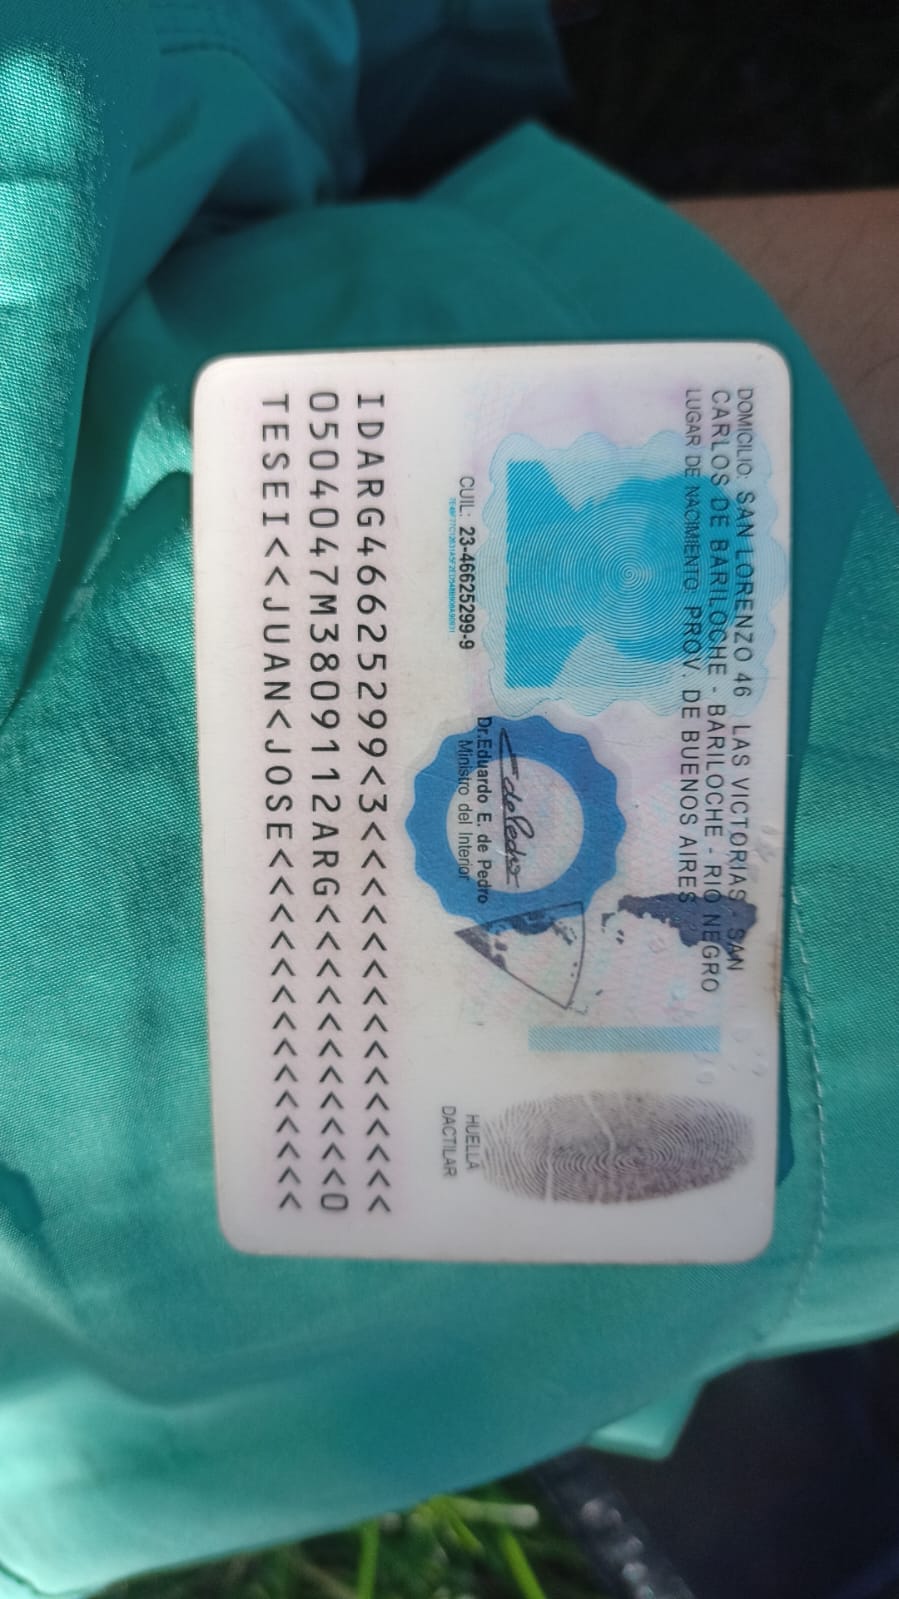 DOMICILIO: SAN LORENZO 46 LAS VICTORIAS - SAN
CARLOS DE BARILOCHE - BARILOCHE - RIO NEGRO
LUGAR DE NACIMIENTO: PROV. DE BUENOS AIRES
CUIL: 23-46625299-9
Dr.Eduardo E. de Pedro
Ministro del Interior
HUELLA
DACTILAR
IDARG46625299<3<<<<<<<<<<<<<<<
0504047M3809112ARG<<<<<<<<<<<0
TESEI<<JUAN<JOSE<<<<<<<<<<<<<<